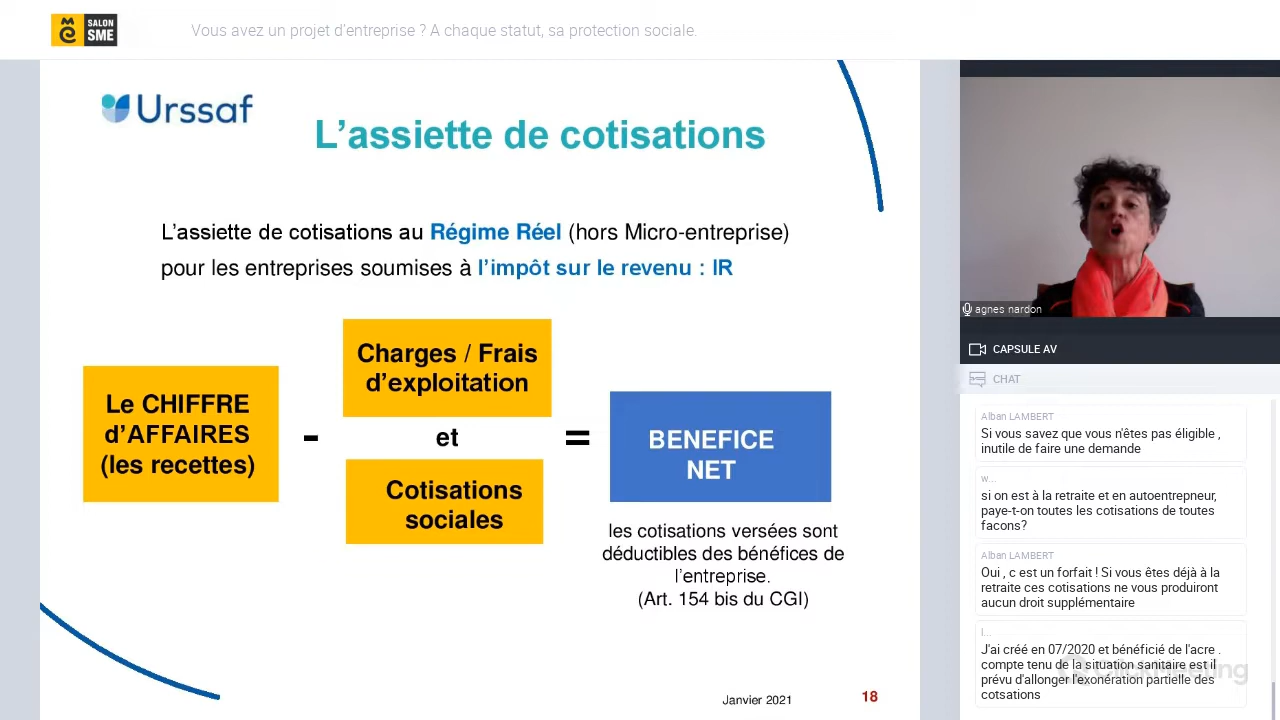 SALON
SME
Vous avez un projet d'entreprise ? A chaque statut, sa protection sociale.
Urssaf
L'assiette de cotisations
L'assiette de cotisations au Régime Réel (hors Micro-entreprise)
pour les entreprises soumises à l'impôt sur le revenu : IR
Le CHIFFRE
d'AFFAIRES
(les recettes)
-
Charges / Frais
d'exploitation
et
Cotisations
sociales
=
BENEFICE
NET
les cotisations versées sont
déductibles des bénéfices de
l'entreprise.
(Art. 154 bis du CGI)
Janvier 2021
18
agnes nardon
CAPSULE AV
CHAT
Alban LAMBERT
Si vous savez que vous n'êtes pas éligible ,
inutile de faire une demande
w...
si on est à la retraite et en autoentrepneur,
paye-t-on toutes les cotisations de toutes
facons?
Alban LAMBERT
Oui , c est un forfait ! Si vous êtes déjà à la
retraite ces cotisations ne vous produiront
aucun droit supplémentaire
l...
J'ai créé en 07/2020 et bénéficié de l'acre .
compte tenu de la situation sanitaire est il
prévu d'allonger l'exonération partielle des
cotsations
ClickMeeting